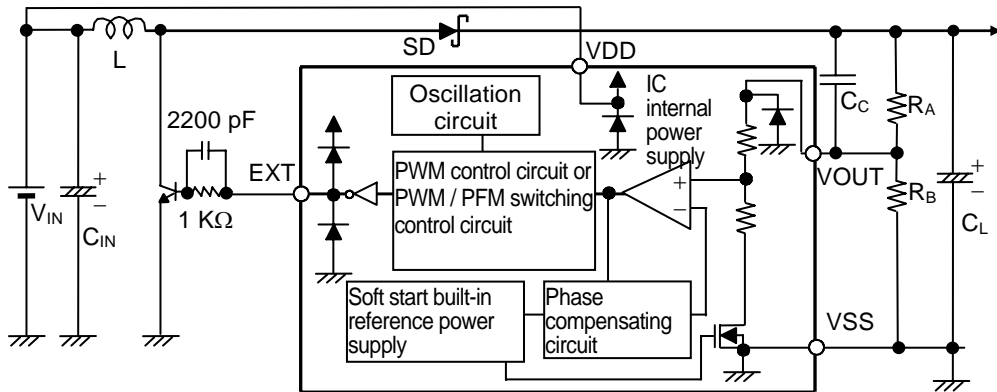 L
SD
VDD
Oscillation
circuit
IC
internal
power
supply
CC
RA
2200 pF
EXT
PWM control circuit or
PWM / PFM switching
control circuit
+
−
VOUT
RB
1 KΩ
VIN
+
−
CIN
+
−
CL
Soft start built-in
reference power
supply
Phase
compensating
circuit
VSS